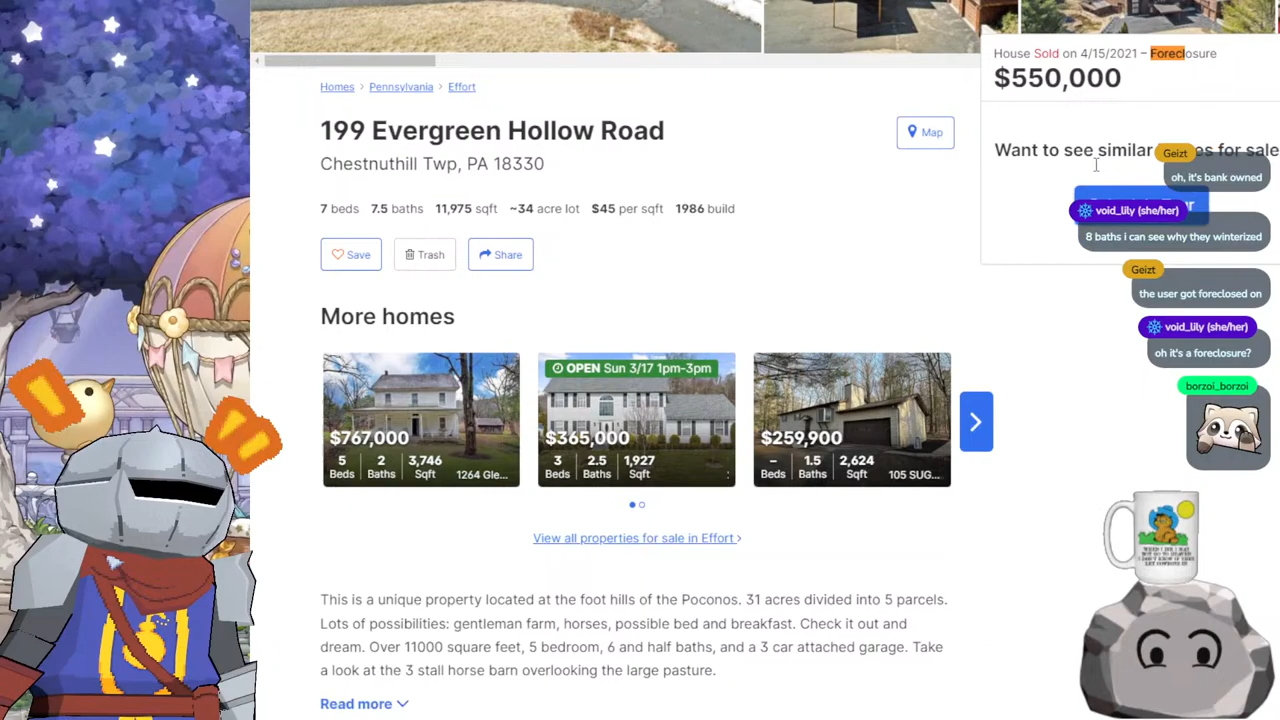 House Sold on 4/15/2021 – Foreclosure
$550,000
Homes > Pennsylvania > Effort
199 Evergreen Hollow Road
Map
Chestnuthill Twp, PA 18330
Want to see similar
es for sale
Geizt
oh, it's bank owned
7 beds 7.5 baths 11,975 sqft ~34 acre lot $45 per sqft 1986 build
void_lily (she/her)
8 baths i can see why they winterized
Save Trash Share
Geizt
the user got foreclosed on
More homes
void_lily (she/her)
oh it's a foreclosure?
borzoi_borzoi
$767,000
5 Beds 2 Baths 3,746 Sqft 1264 Gle...
OPEN Sun 3/17 1pm-3pm
$365,000
3 Beds 2.5 Baths 1,927 Sqft
$259,900
– Beds 1.5 Baths 2,624 Sqft 105 SUG...
View all properties for sale in Effort >
This is a unique property located at the foot hills of the Poconos. 31 acres divided into 5 parcels.
Lots of possibilities: gentleman farm, horses, possible bed and breakfast. Check it out and
dream. Over 11000 square feet, 5 bedroom, 6 and half baths, and a 3 car attached garage. Take
a look at the 3 stall horse barn overlooking the large pasture.
Read more